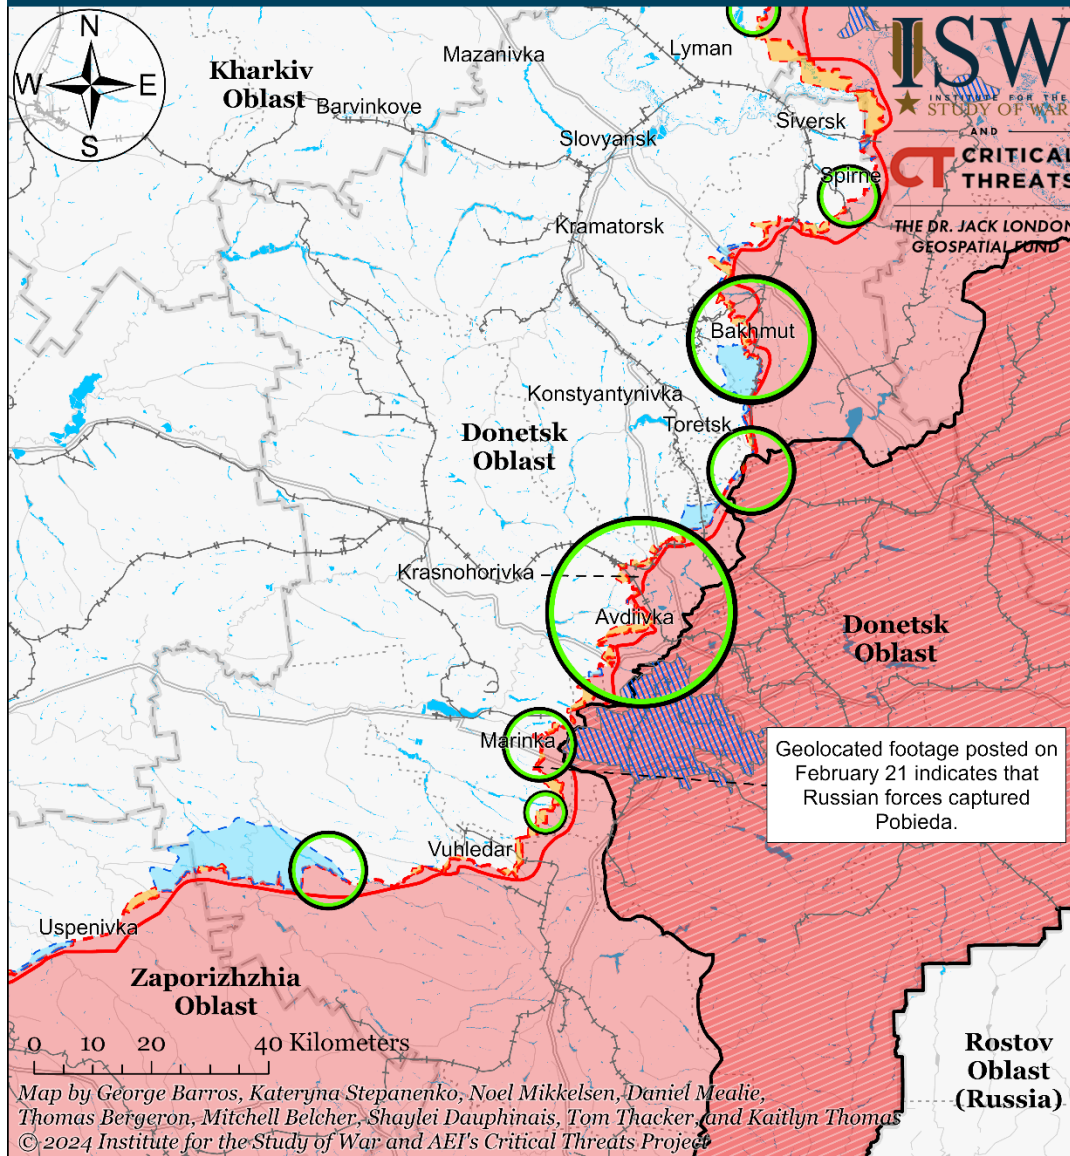 N
W
E
S
Kharkiv
Oblast
Mazanivka
Lyman
Barvinkove
Slovyansk
Siversk
ISW
INSTITUTE FOR THE
STUDY OF WAR
AND
CT CRITICAL
THREATS
THE DR. JACK LONDON
GEOSPATIAL FUND
Spirne
Kramatorsk
Bakhmut
Konstyantynivka
Toretsk
Donetsk
Oblast
Krasnohorivka
Avdiivka
Donetsk
Oblast
Marinka
Geolocated footage posted on
February 21 indicates that
Russian forces captured
Pobieda.
Vuhledar
Uspenivka
Zaporizhzhia
Oblast
0 10 20 40 Kilometers
Rostov
Oblast
(Russia)
Map by George Barros, Kateryna Stepanenko, Noel Mikkelsen, Daniel Mealie,
Thomas Bergeron, Mitchell Belcher, Shaylei Dauphinais, Tom Thacker, and Kaitlyn Thomas
© 2024 Institute for the Study of War and AEI's Critical Threats Project